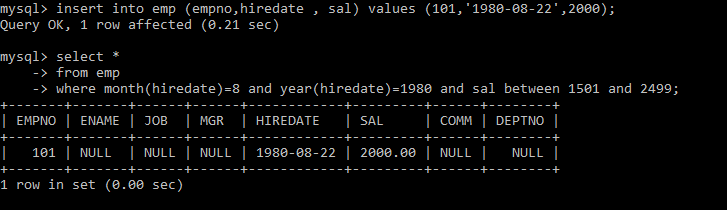 mysql> insert into emp (empno,hiredate , sal) values (101,'1980-08-22',2000);
Query OK, 1 row affected (0.21 sec)
mysql> select *
    -> from emp
    -> where month(hiredate)=8 and year(hiredate)=1980 and sal between 1501 and 2499;
+-------+-------+------+------+------------+---------+------+--------+
| EMPNO | ENAME | JOB  | MGR  | HIREDATE   | SAL     | COMM | DEPTNO |
+-------+-------+------+------+------------+---------+------+--------+
|   101 | NULL  | NULL | NULL | 1980-08-22 | 2000.00 | NULL |   NULL |
+-------+-------+------+------+------------+---------+------+--------+
1 row in set (0.00 sec)